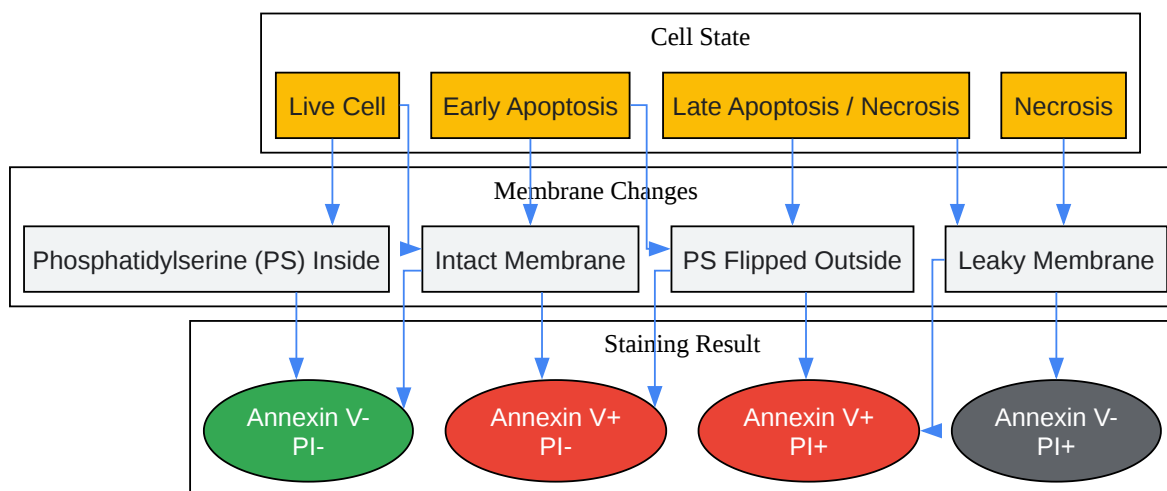 Cell State
Live Cell
Early Apoptosis
Late Apoptosis / Necrosis
Necrosis
Membrane Changes
Phosphatidylserine (PS) Inside
Intact Membrane
PS Flipped Outside
Leaky Membrane
Staining Result
Annexin V-
PI-
Annexin V+
PI-
Annexin V+
PI+
Annexin V-
PI+